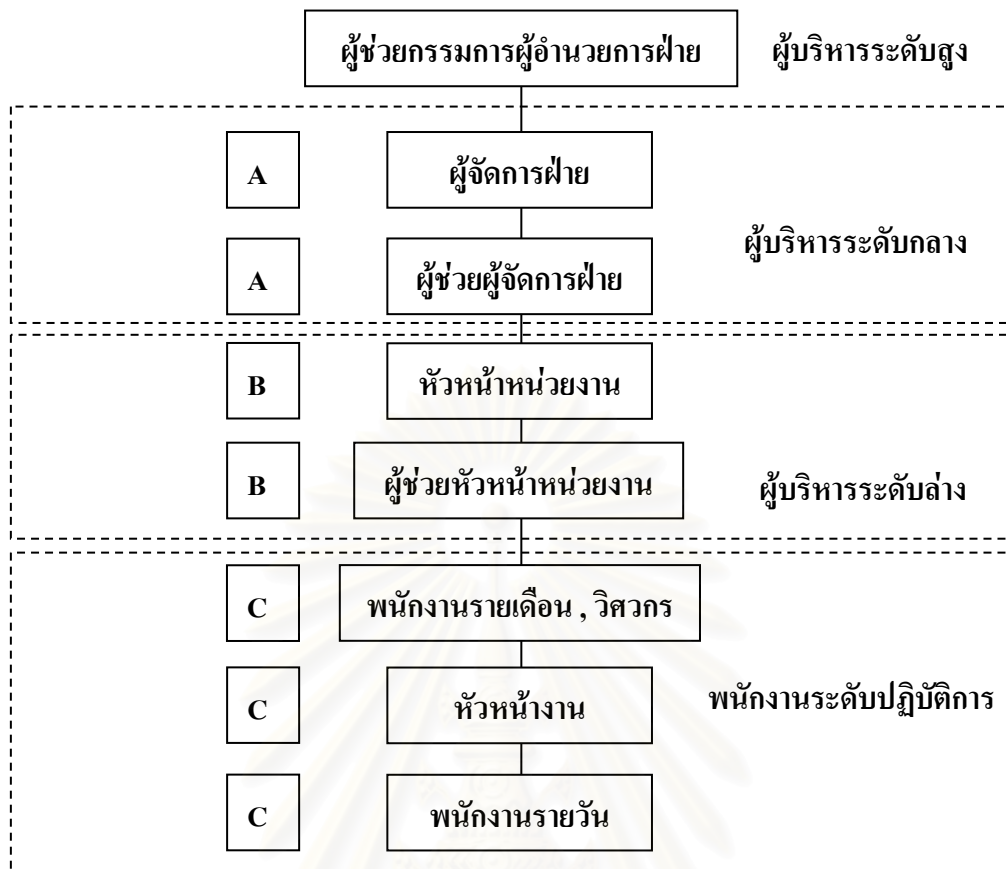 ผู้ช่วยกรรมการผู้อำนวยการฝ่าย ผู้บริหารระดับสูง
A ผู้จัดการฝ่าย
ผู้บริหารระดับกลาง
A ผู้ช่วยผู้จัดการฝ่าย
B หัวหน้าหน่วยงาน
B ผู้ช่วยหัวหน้าหน่วยงาน ผู้บริหารระดับล่าง
C พนักงานรายเดือน , วิศวกร
C หัวหน้างาน พนักงานระดับปฏิบัติการ
C พนักงานรายวัน